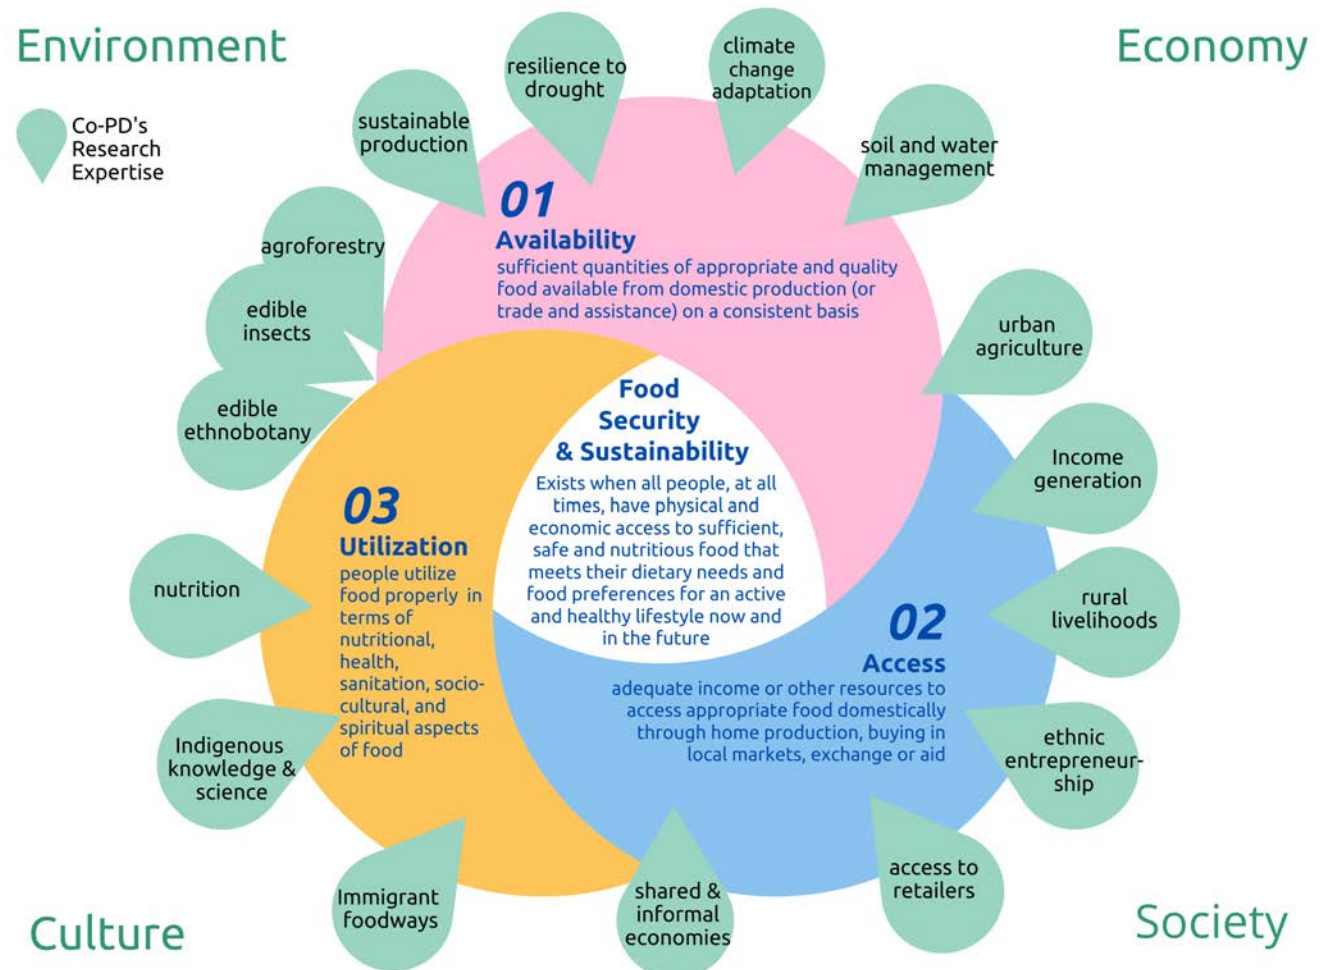 Environment
Economy
Co-PD's
Research
Expertise
sustainable
production
resilience to
drought
climate
change
adaptation
soil and water
management
agroforestry
edible
insects
edible
ethnobotany
01
Availability
sufficient quantities of appropriate and quality
food available from domestic production (or
trade and assistance) on a consistent basis
urban
agriculture
Income
generation
rural
livelihoods
ethnic
entrepreneur-
ship
access to
retailers
shared &
informal
economies
Food
Security
& Sustainability
Exists when all people, at all
times, have physical and
economic access to sufficient,
safe and nutritious food that
meets their dietary needs and
food preferences for an active
and healthy lifestyle now and
in the future
02
Access
adequate income or other resources to
access appropriate food domestically
through home production, buying in
local markets, exchange or aid
03
Utilization
people utilize
food properly in
terms of
nutritional,
health,
sanitation, socio-
cultural, and
spiritual aspects
of food
nutrition
Indigenous
knowledge &
science
Immigrant
foodways
Culture
Society